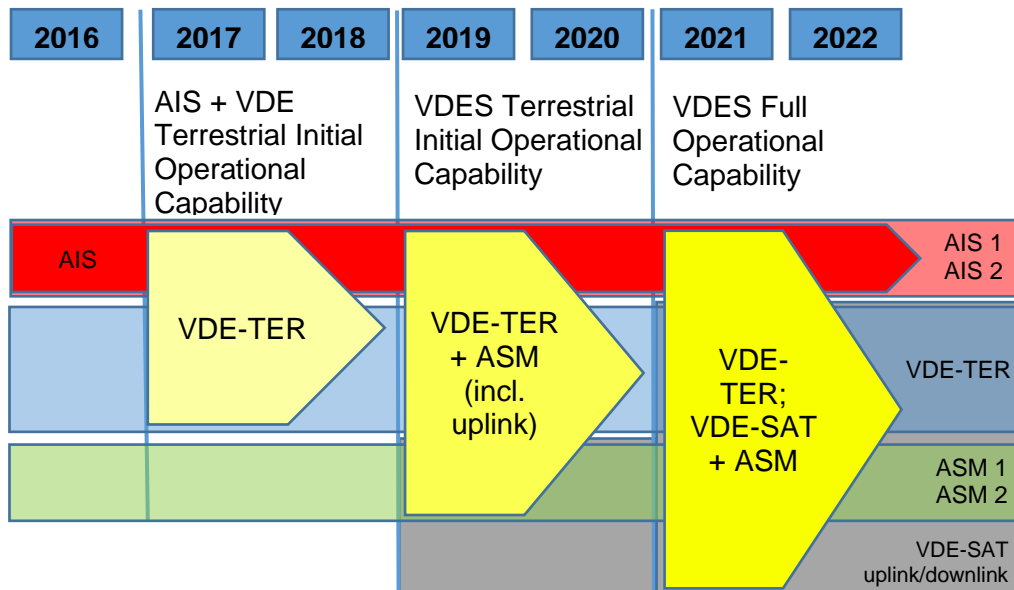 2016 2017 2018 2019 2020 2021 2022
AIS + VDE
Terrestrial Initial
Operational
Capability
VDES Terrestrial
Initial Operational
Capability
VDES Full
Operational
Capability
AIS
AIS 1
AIS 2
VDE-TER
VDE-TER
+ ASM
(incl.
uplink)
VDE-
TER;
VDE-SAT
+ ASM
VDE-TER
ASM 1
ASM 2
VDE-SAT
uplink/downlink